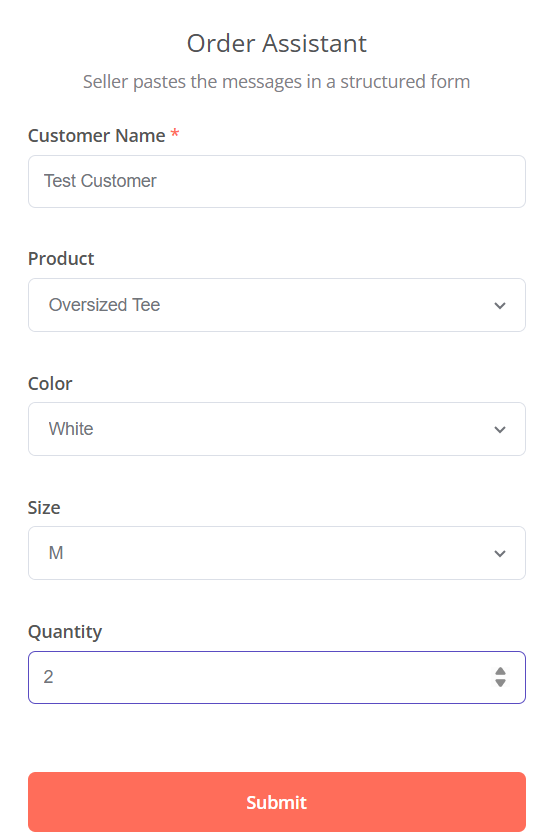 Order Assistant
Seller pastes the messages in a structured form
Customer Name *
Test Customer
Product
Oversized Tee
Color
White
Size
M
Quantity
2
Submit